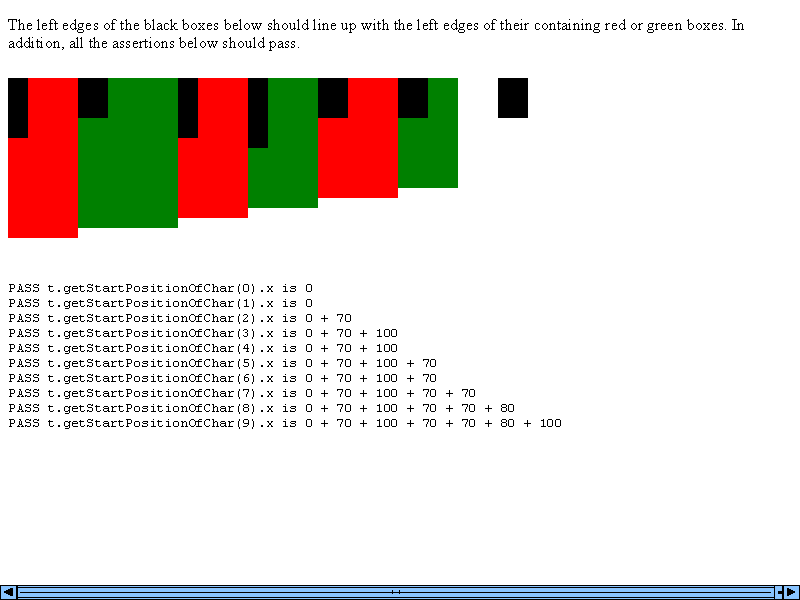 The left edges of the black boxes below should line up with the left edges of their containing red or green boxes. In
addition, all the assertions below should pass.
PASS t.getStartPositionOfChar(0).x is 0
PASS t.getStartPositionOfChar(1).x is 0
PASS t.getStartPositionOfChar(2).x is 0 + 70
PASS t.getStartPositionOfChar(3).x is 0 + 70 + 100
PASS t.getStartPositionOfChar(4).x is 0 + 70 + 100
PASS t.getStartPositionOfChar(5).x is 0 + 70 + 100 + 70
PASS t.getStartPositionOfChar(6).x is 0 + 70 + 100 + 70
PASS t.getStartPositionOfChar(7).x is 0 + 70 + 100 + 70 + 70
PASS t.getStartPositionOfChar(8).x is 0 + 70 + 100 + 70 + 70 + 80
PASS t.getStartPositionOfChar(9).x is 0 + 70 + 100 + 70 + 70 + 80 + 100